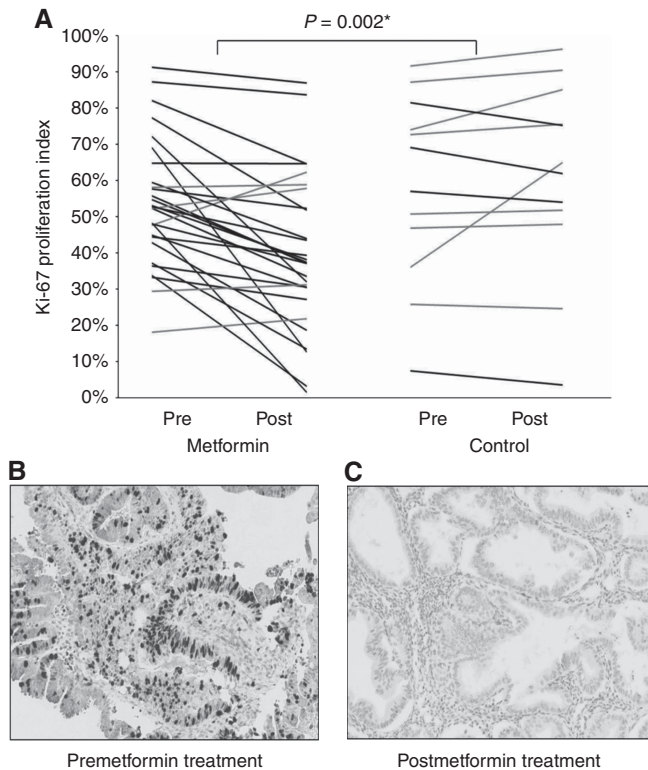 A
P = 0.002*
Ki-67 proliferation index
100%
90%
80%
70%
60%
50%
40%
30%
20%
10%
0%
Pre Post Pre Post
Metformin Control
B
C
Premetformin treatment
Postmetformin treatment